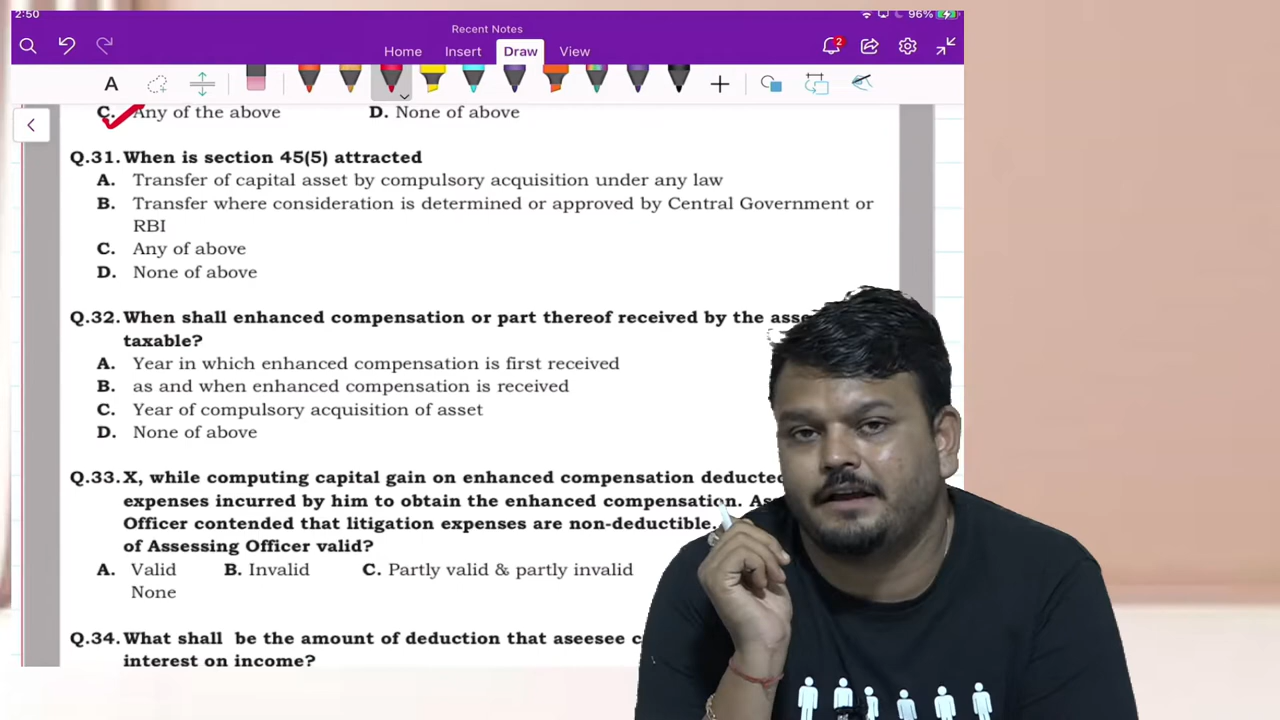 2:50
96%
Recent Notes
2
Home Insert Draw View
A
C. Any of the above D. None of above
Q.31. When is section 45(5) attracted
A. Transfer of capital asset by compulsory acquisition under any law
B. Transfer where consideration is determined or approved by Central Government or
RBI
C. Any of above
D. None of above
Q.32. When shall enhanced compensation or part thereof received by the
taxable?
A. Year in which enhanced compensation is first received
B. as and when enhanced compensation is received
C. Year of compulsory acquisition of asset
D. None of above
Q.33. X, while computing capital gain on enhanced compensation deducted
expenses incurred by him to obtain the enhanced compensation.
Officer contended that litigation expenses are non-deductible.
of Assessing Officer valid?
A. Valid B. Invalid C. Partly valid & partly invalid
None
Q.34. What shall be the amount of deduction that aseesee
interest on income?